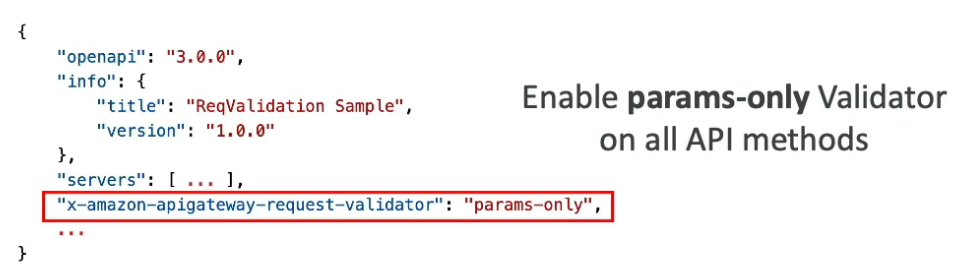 {
"openapi": "3.0.0",
"info": {
"title": "ReqValidation Sample",
"version": "1.0.0"
},
"servers": [ ... ],
"x-amazon-apigateway-request-validator": "params-only",
...
}
Enable params-only Validator
on all API methods